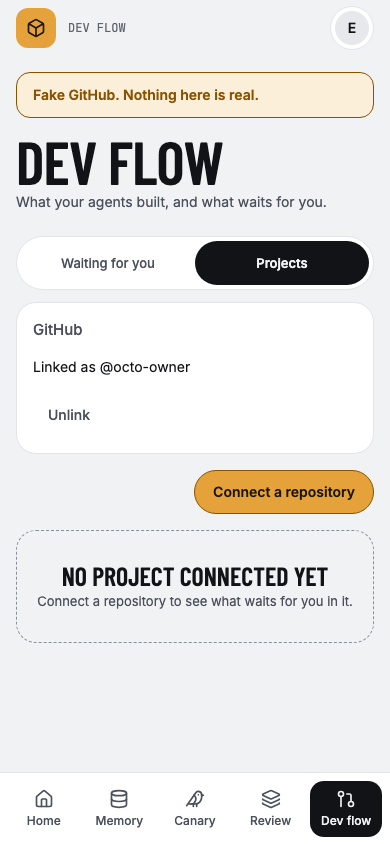 DEV FLOW
E
Fake GitHub. Nothing here is real.
DEV FLOW
What your agents built, and what waits for you.
Waiting for you
Projects
GitHub
Linked as @octo-owner
Unlink
Connect a repository
NO PROJECT CONNECTED YET
Connect a repository to see what waits for you in it.
Home
Memory
Canary
Review
Dev flow